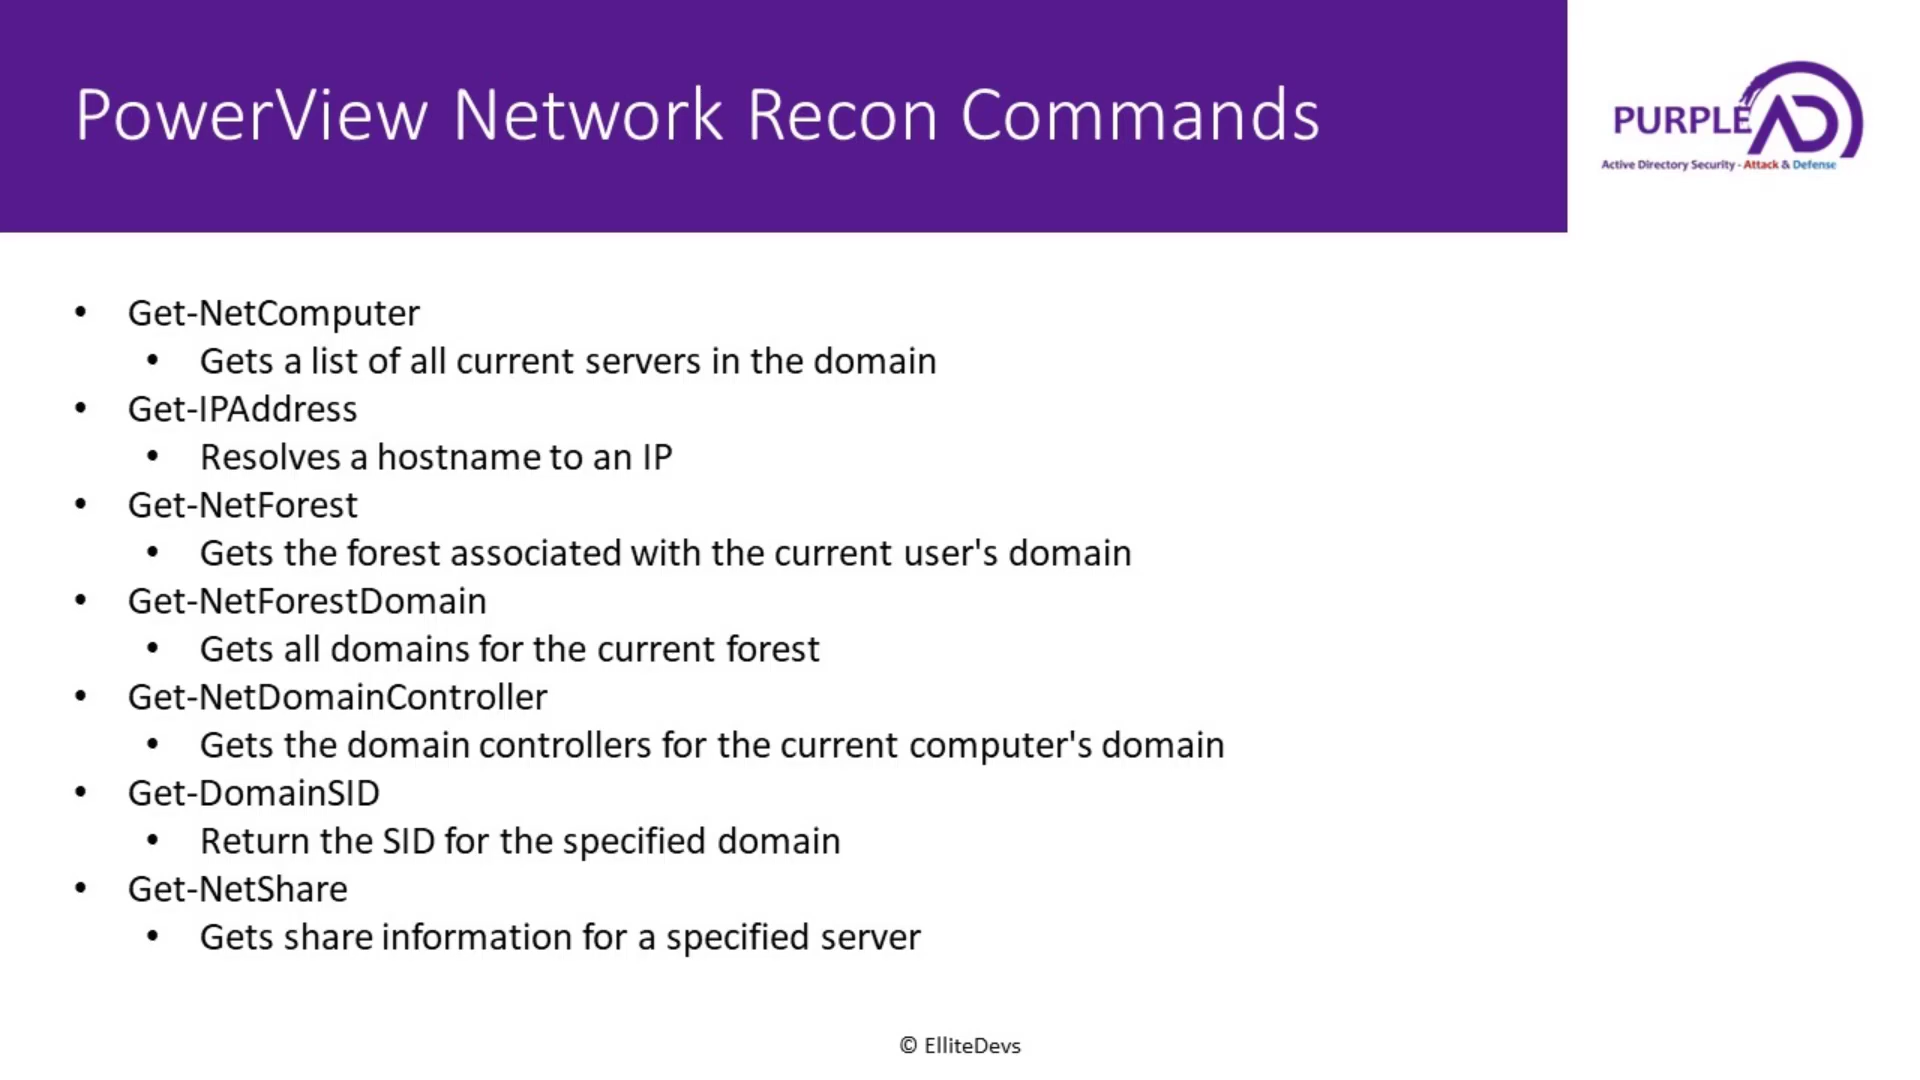 PowerView Network Recon Commands
PURPLE AD
Active Directory Security - Attack & Defense
• Get-NetComputer
• Gets a list of all current servers in the domain
• Get-IPAddress
• Resolves a hostname to an IP
• Get-NetForest
• Gets the forest associated with the current user's domain
• Get-NetForestDomain
• Gets all domains for the current forest
• Get-NetDomainController
• Gets the domain controllers for the current computer's domain
• Get-DomainSID
• Return the SID for the specified domain
• Get-NetShare
• Gets share information for a specified server
© ElliteDevs